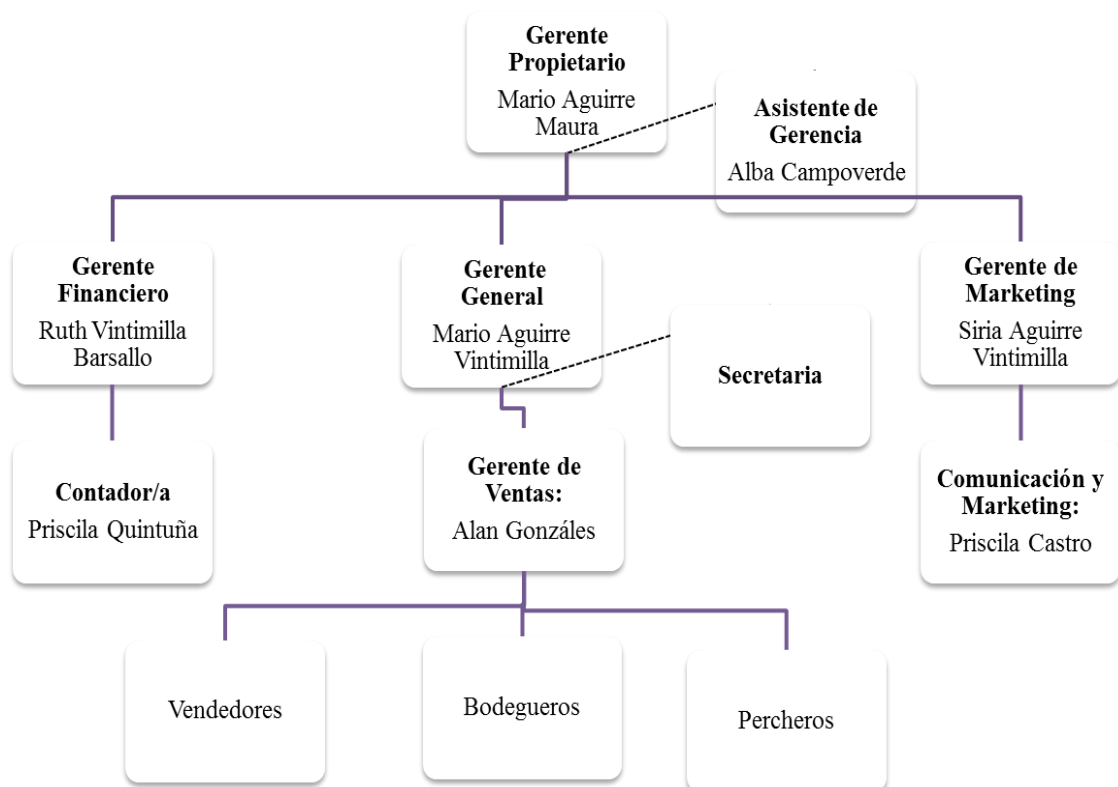 Gerente
Propietario
Mario Aguirre
Maura
Asistente de
Gerencia
Alba Campoverde
Gerente
Financiero
Ruth Vintimilla
Barsallo
Gerente
General
Mario Aguirre
Vintimilla
Gerente de
Marketing
Siria Aguirre
Vintimilla
Secretaria
Contador/a
Priscila Quintuña
Gerente de
Ventas:
Alan Gonzáles
Comunicación y
Marketing:
Priscila Castro
Vendedores
Bodegueros
Percheros